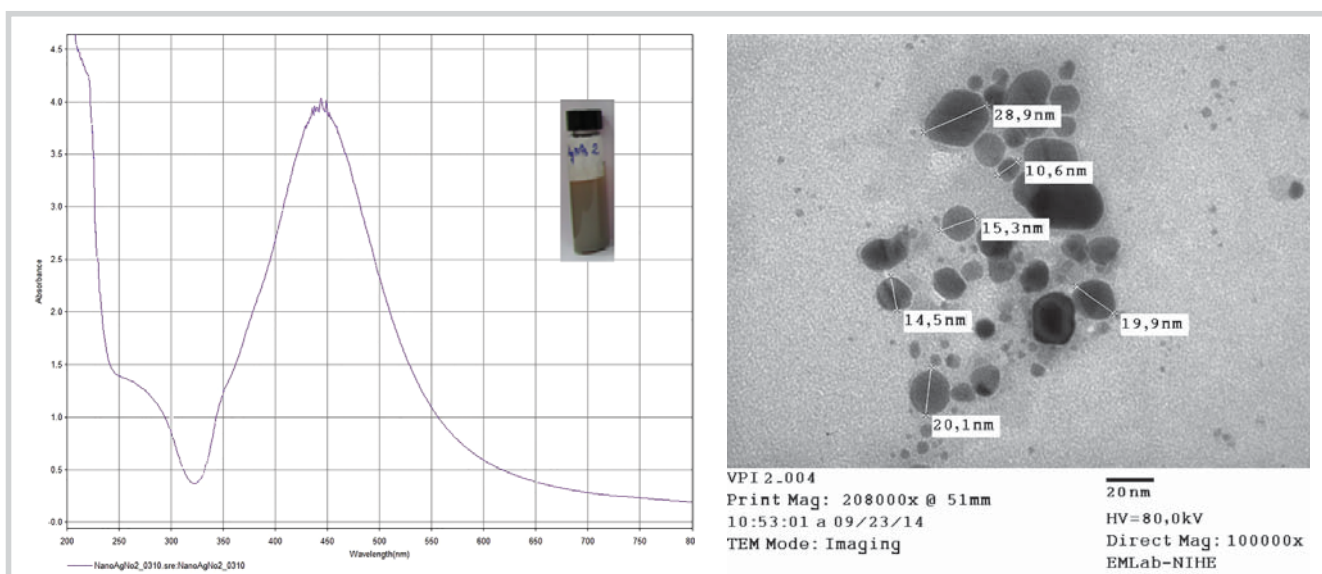 4.5
4.0
3.5
3.0
2.5
2.0
1.5
1.0
0.5
-0.0
Absorbance
200 250 300 350 400 450 500 550 600 650 700 750 80
Wavelength(nm)
NanoAgNo2_0310.sre:NanoAgNo2_0310
2
28,9nm
10,6nm
15,3nm
14,5nm
19,9nm
20,1nm
VPI 2_004
Print Mag: 208000x @ 51mm
10:53:01 a 09/23/14
TEM Mode: Imaging
20nm
HV=80,0kV
Direct Mag: 100000x
EMLab-NIHE